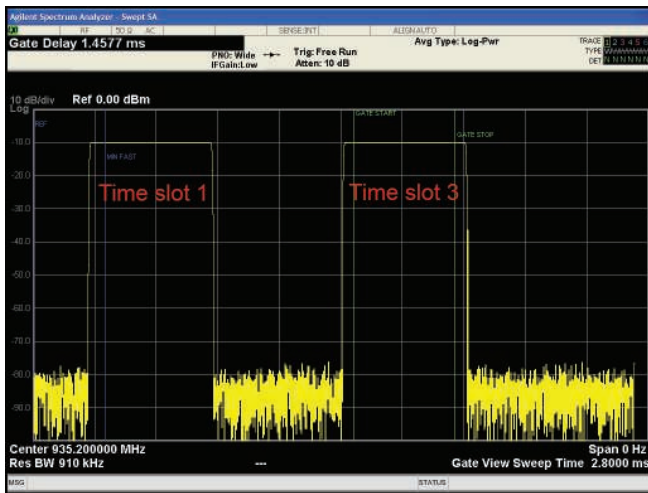 Agilent Spectrum Analyzer - Swept SA
RF 50 Ω AC SENSE:INT ALIGNAUTO
Gate Delay 1.4577 ms
PNO: Wide
IFGain:Low
Trig: Free Run
Atten: 10 dB
Avg Type: Log-Pwr
TRACE 1 2 3 4 5 6
TYPE
DET N N N N N
10 dB/div Ref 0.00 dBm
Log
REF
GATE START
GATE STOP
-10.0
MIN FAST
Time slot 1
Time slot 3
-20.0
-30.0
-40.0
-50.0
-60.0
-70.0
-80.0
-90.0
Center 935.200000 MHz
Span 0 Hz
Res BW 910 kHz
---
Gate View Sweep Time 2.8000 ms
MSG
STATUS